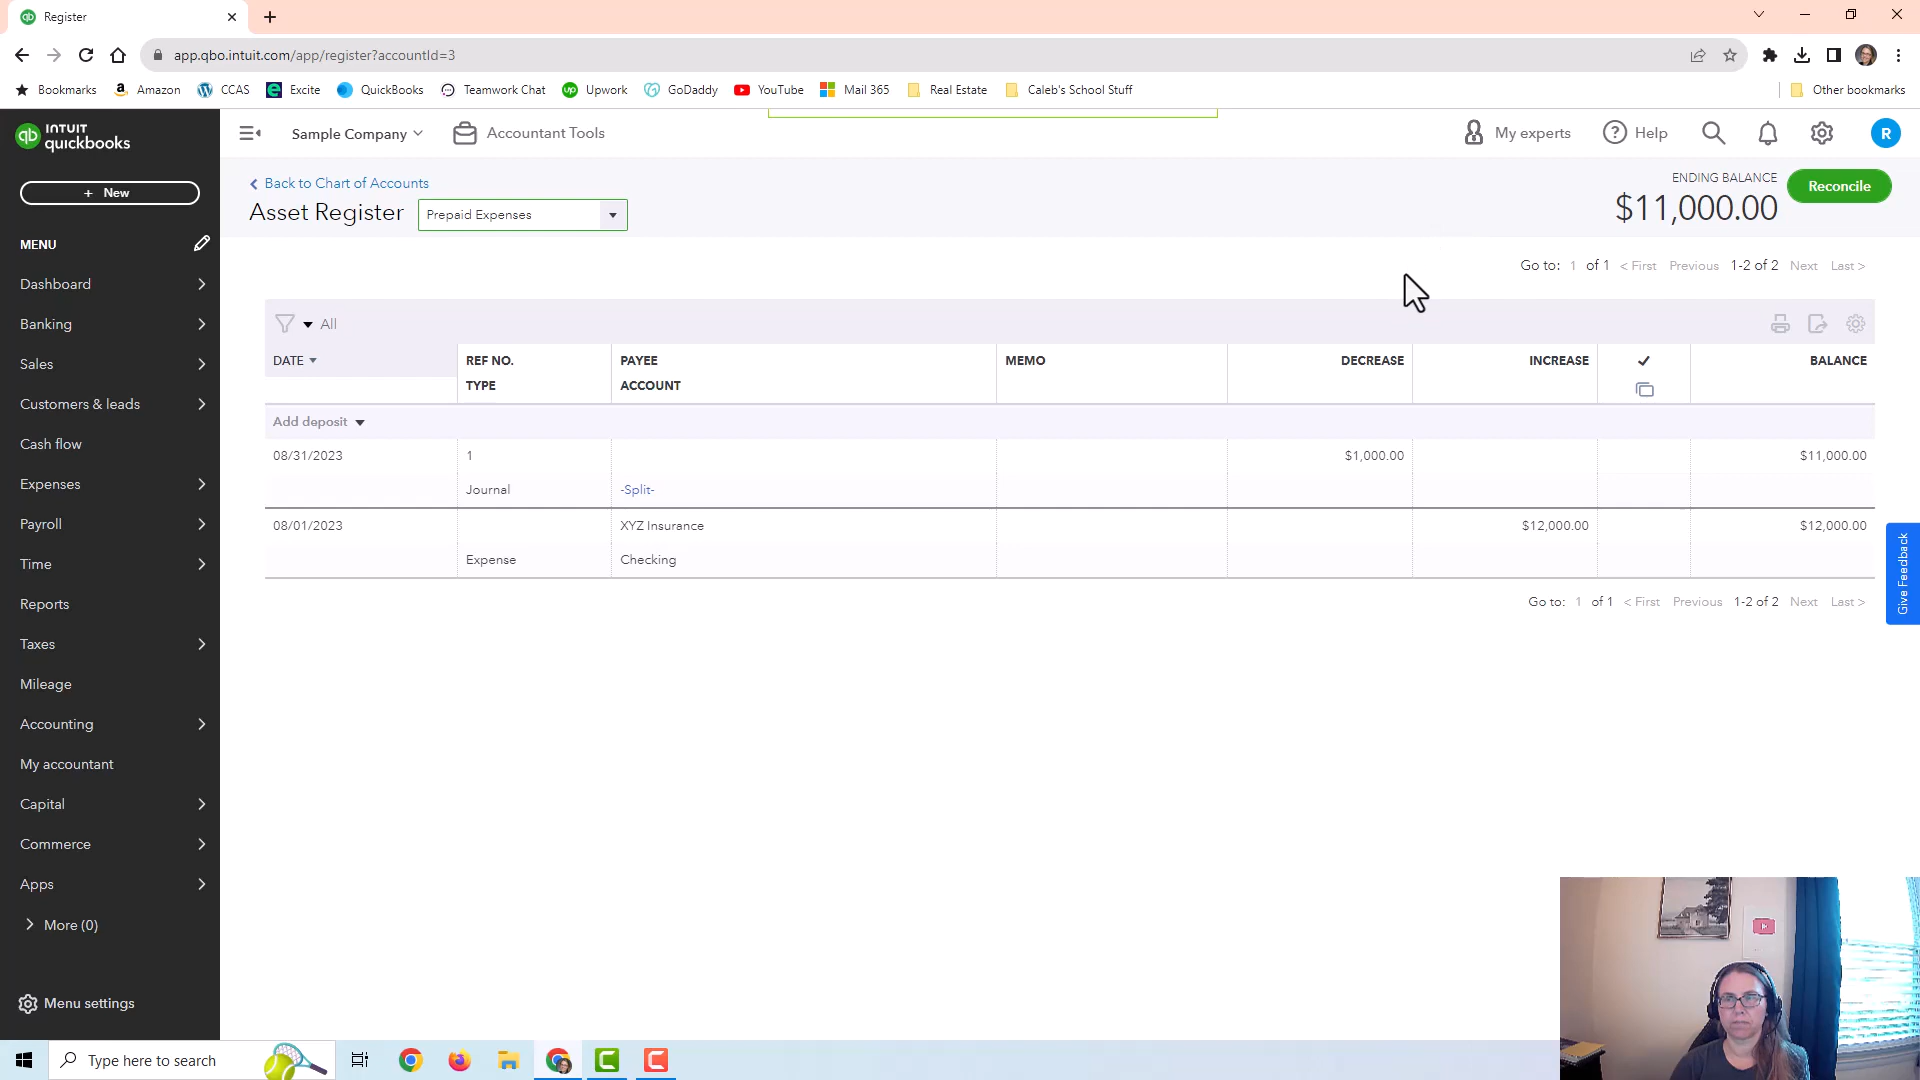 Register
app.qbo.intuit.com/app/register?accountId=3
Bookmarks Amazon CCAS Excite QuickBooks Teamwork Chat Upwork GoDaddy YouTube Mail 365 Real Estate Caleb's School Stuff Other bookmarks
INTUIT
quickbooks
Sample Company Accountant Tools My experts Help R
+ New
MENU
Dashboard
Banking
Sales
Customers & leads
Cash flow
Expenses
Payroll
Time
Reports
Taxes
Mileage
Accounting
My accountant
Capital
Commerce
Apps
More (0)
Menu settings
Back to Chart of Accounts
Asset Register Prepaid Expenses
ENDING BALANCE
$11,000.00
Reconcile
Go to: 1 of 1 < First Previous 1-2 of 2 Next Last >
All
DATE REF NO. PAYEE MEMO DECREASE INCREASE BALANCE
TYPE ACCOUNT
Add deposit
08/31/2023 1 $1,000.00 $11,000.00
Journal -Split-
08/01/2023 XYZ Insurance $12,000.00 $12,000.00
Expense Checking
Go to: 1 of 1 < First Previous 1-2 of 2 Next Last >
Give Feedback
Type here to search